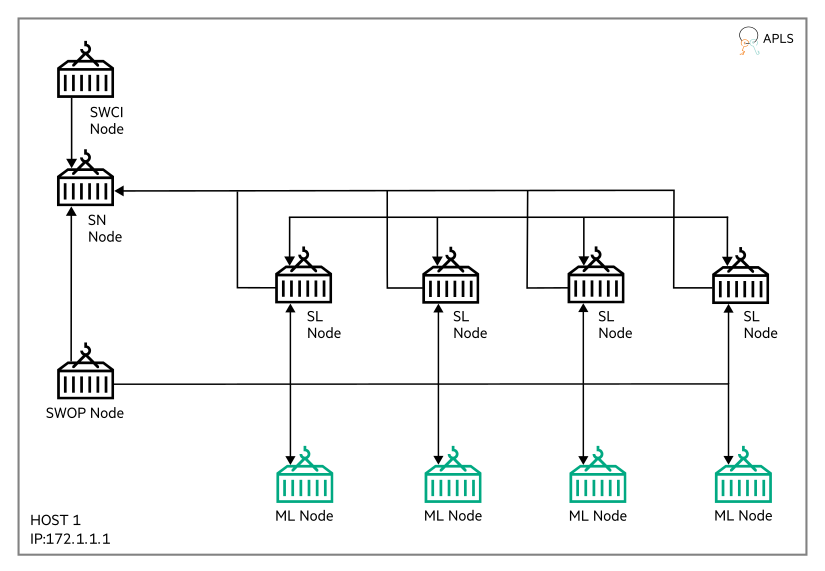 APLS
SWCI
Node
SN
Node
SL
Node
SL
Node
SL
Node
SL
Node
SWOP Node
ML Node
ML Node
ML Node
ML Node
HOST 1
IP:172.1.1.1